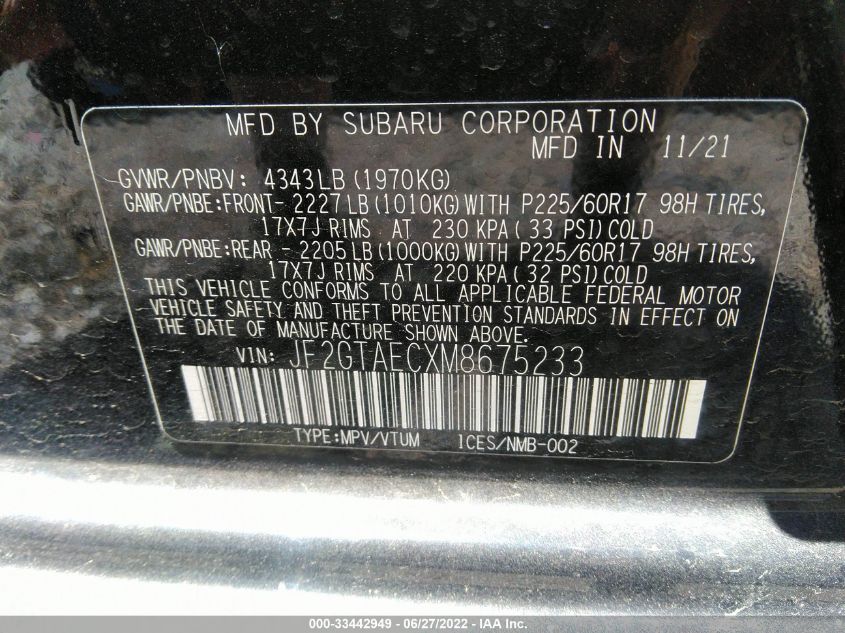 MFD BY SUBARU CORPORATION
MFD IN 11/21
GVWR/PNBV: 4343LB(1970KG)
GAWR/PNBE:FRONT- 2227LB(1010KG)WITH P225/60R17 98H TIRES,
17X7J RIMS AT 230 KPA( 33 PSI)COLD
GAWR/PNBE:REAR - 2205LB(1000KG)WITH P225/60R17 98H TIRES,
17X7J RIMS AT 220 KPA( 32 PSI)COLD
THIS VEHICLE CONFORMS TO ALL APPLICABLE FEDERAL MOTOR
VEHICLE SAFETY AND THEFT PREVENTION STANDARDS IN EFFECT ON
THE DATE OF MANUFACTURE SHOWN ABOVE.
VIN: JF2GTAECXM8675233
TYPE:MPV/VTUM ICES/NMB-002
000-33442949 - 06/27/2022 - IAA Inc.